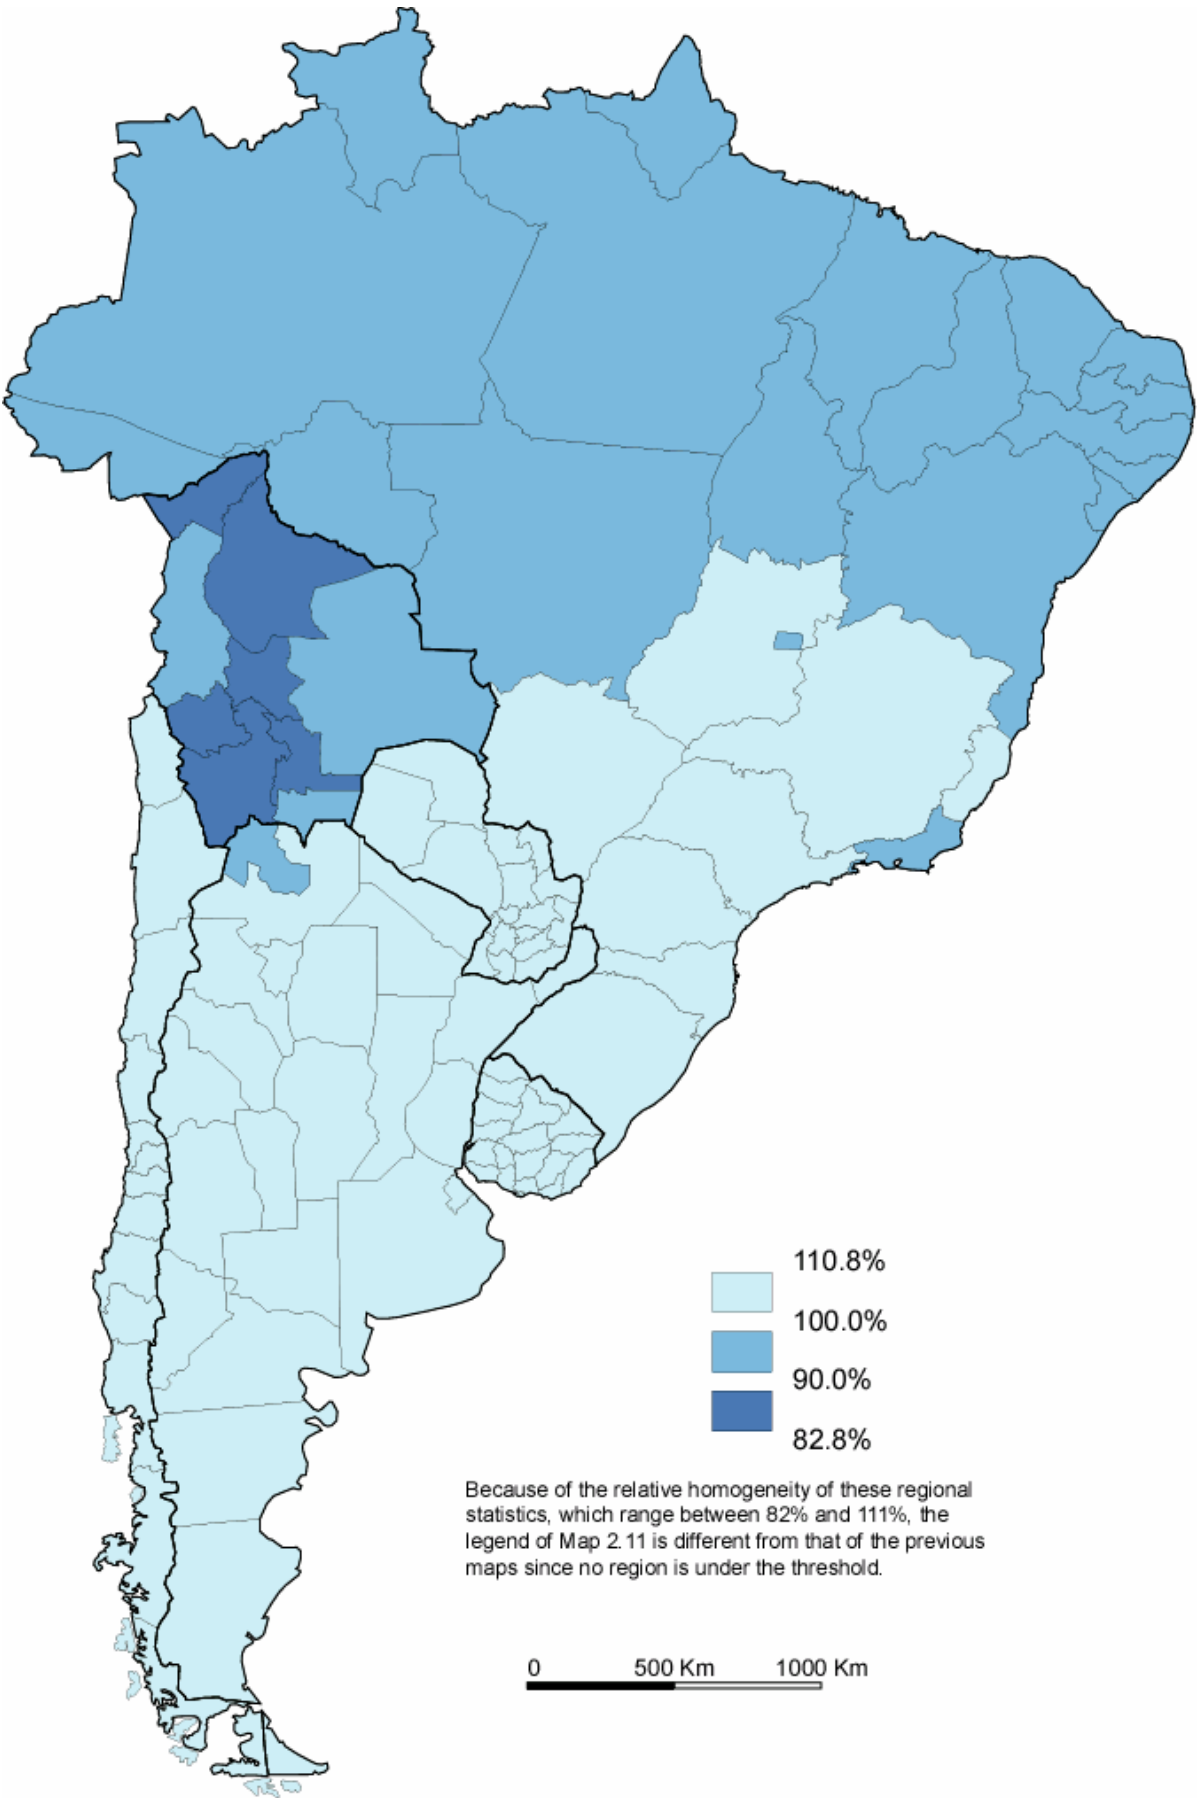 110.8%
100.0%
90.0%
82.8%
Because of the relative homogeneity of these regional
statistics, which range between 82% and 111%, the
legend of Map 2.11 is different from that of the previous
maps since no region is under the threshold.
0 500 Km 1000 Km